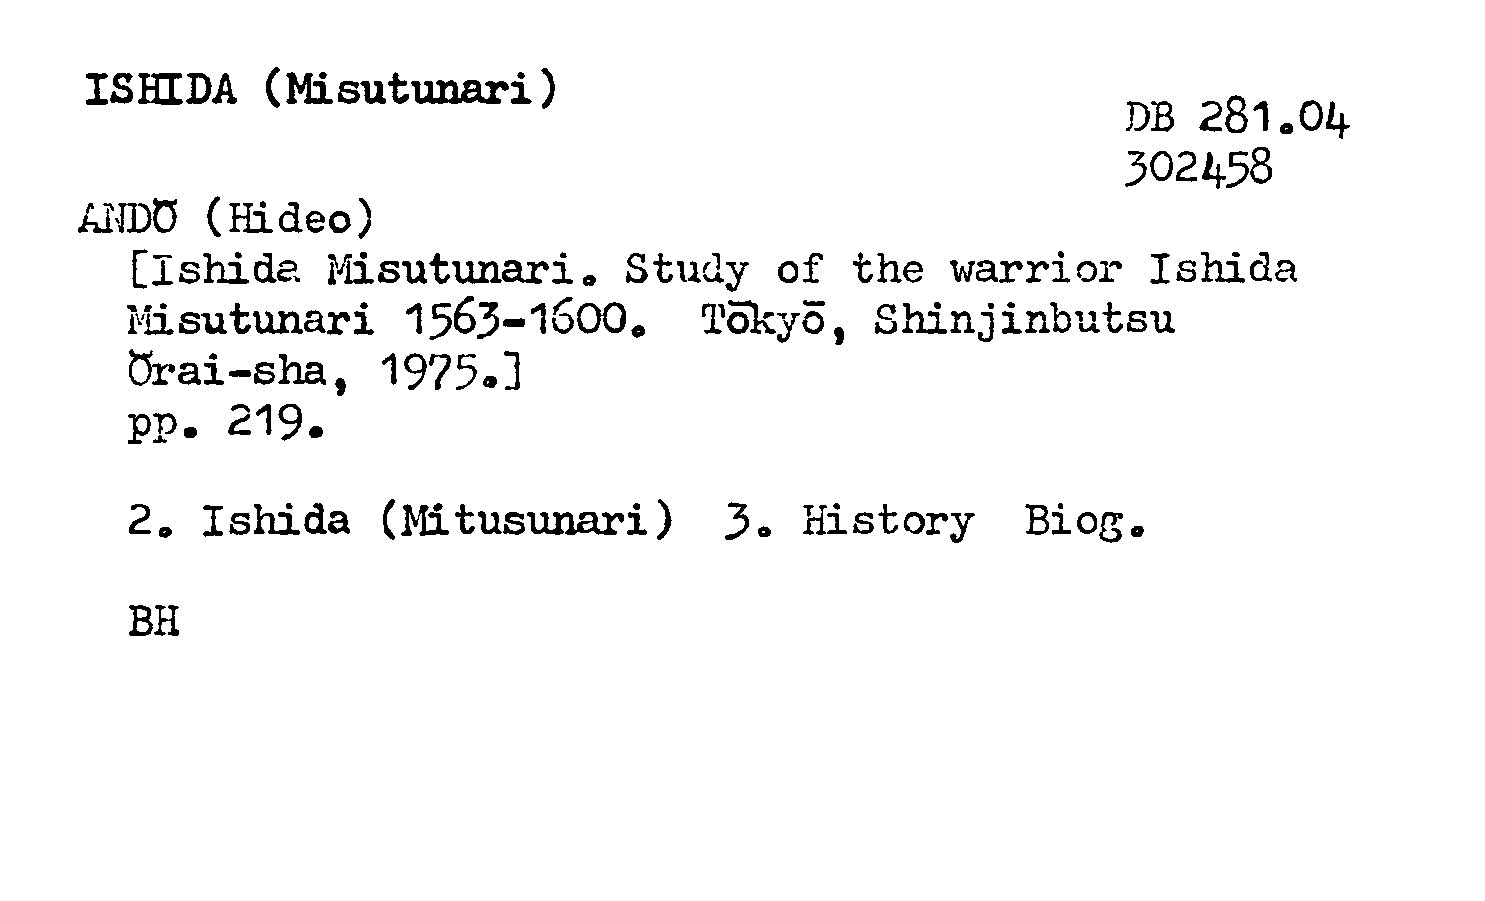 ISHIDA (Misutunari)
DB 281.04
302458
ANDŌ (Hideo)
[Ishida Misutunari. Study of the warrior Ishida
Misutunari 1563-1600. Tōkyō, Shinjinbutsu
Ōrai-sha, 1975.]
pp. 219.
2. Ishida (Mitusunari) 3. History Biog.
BH